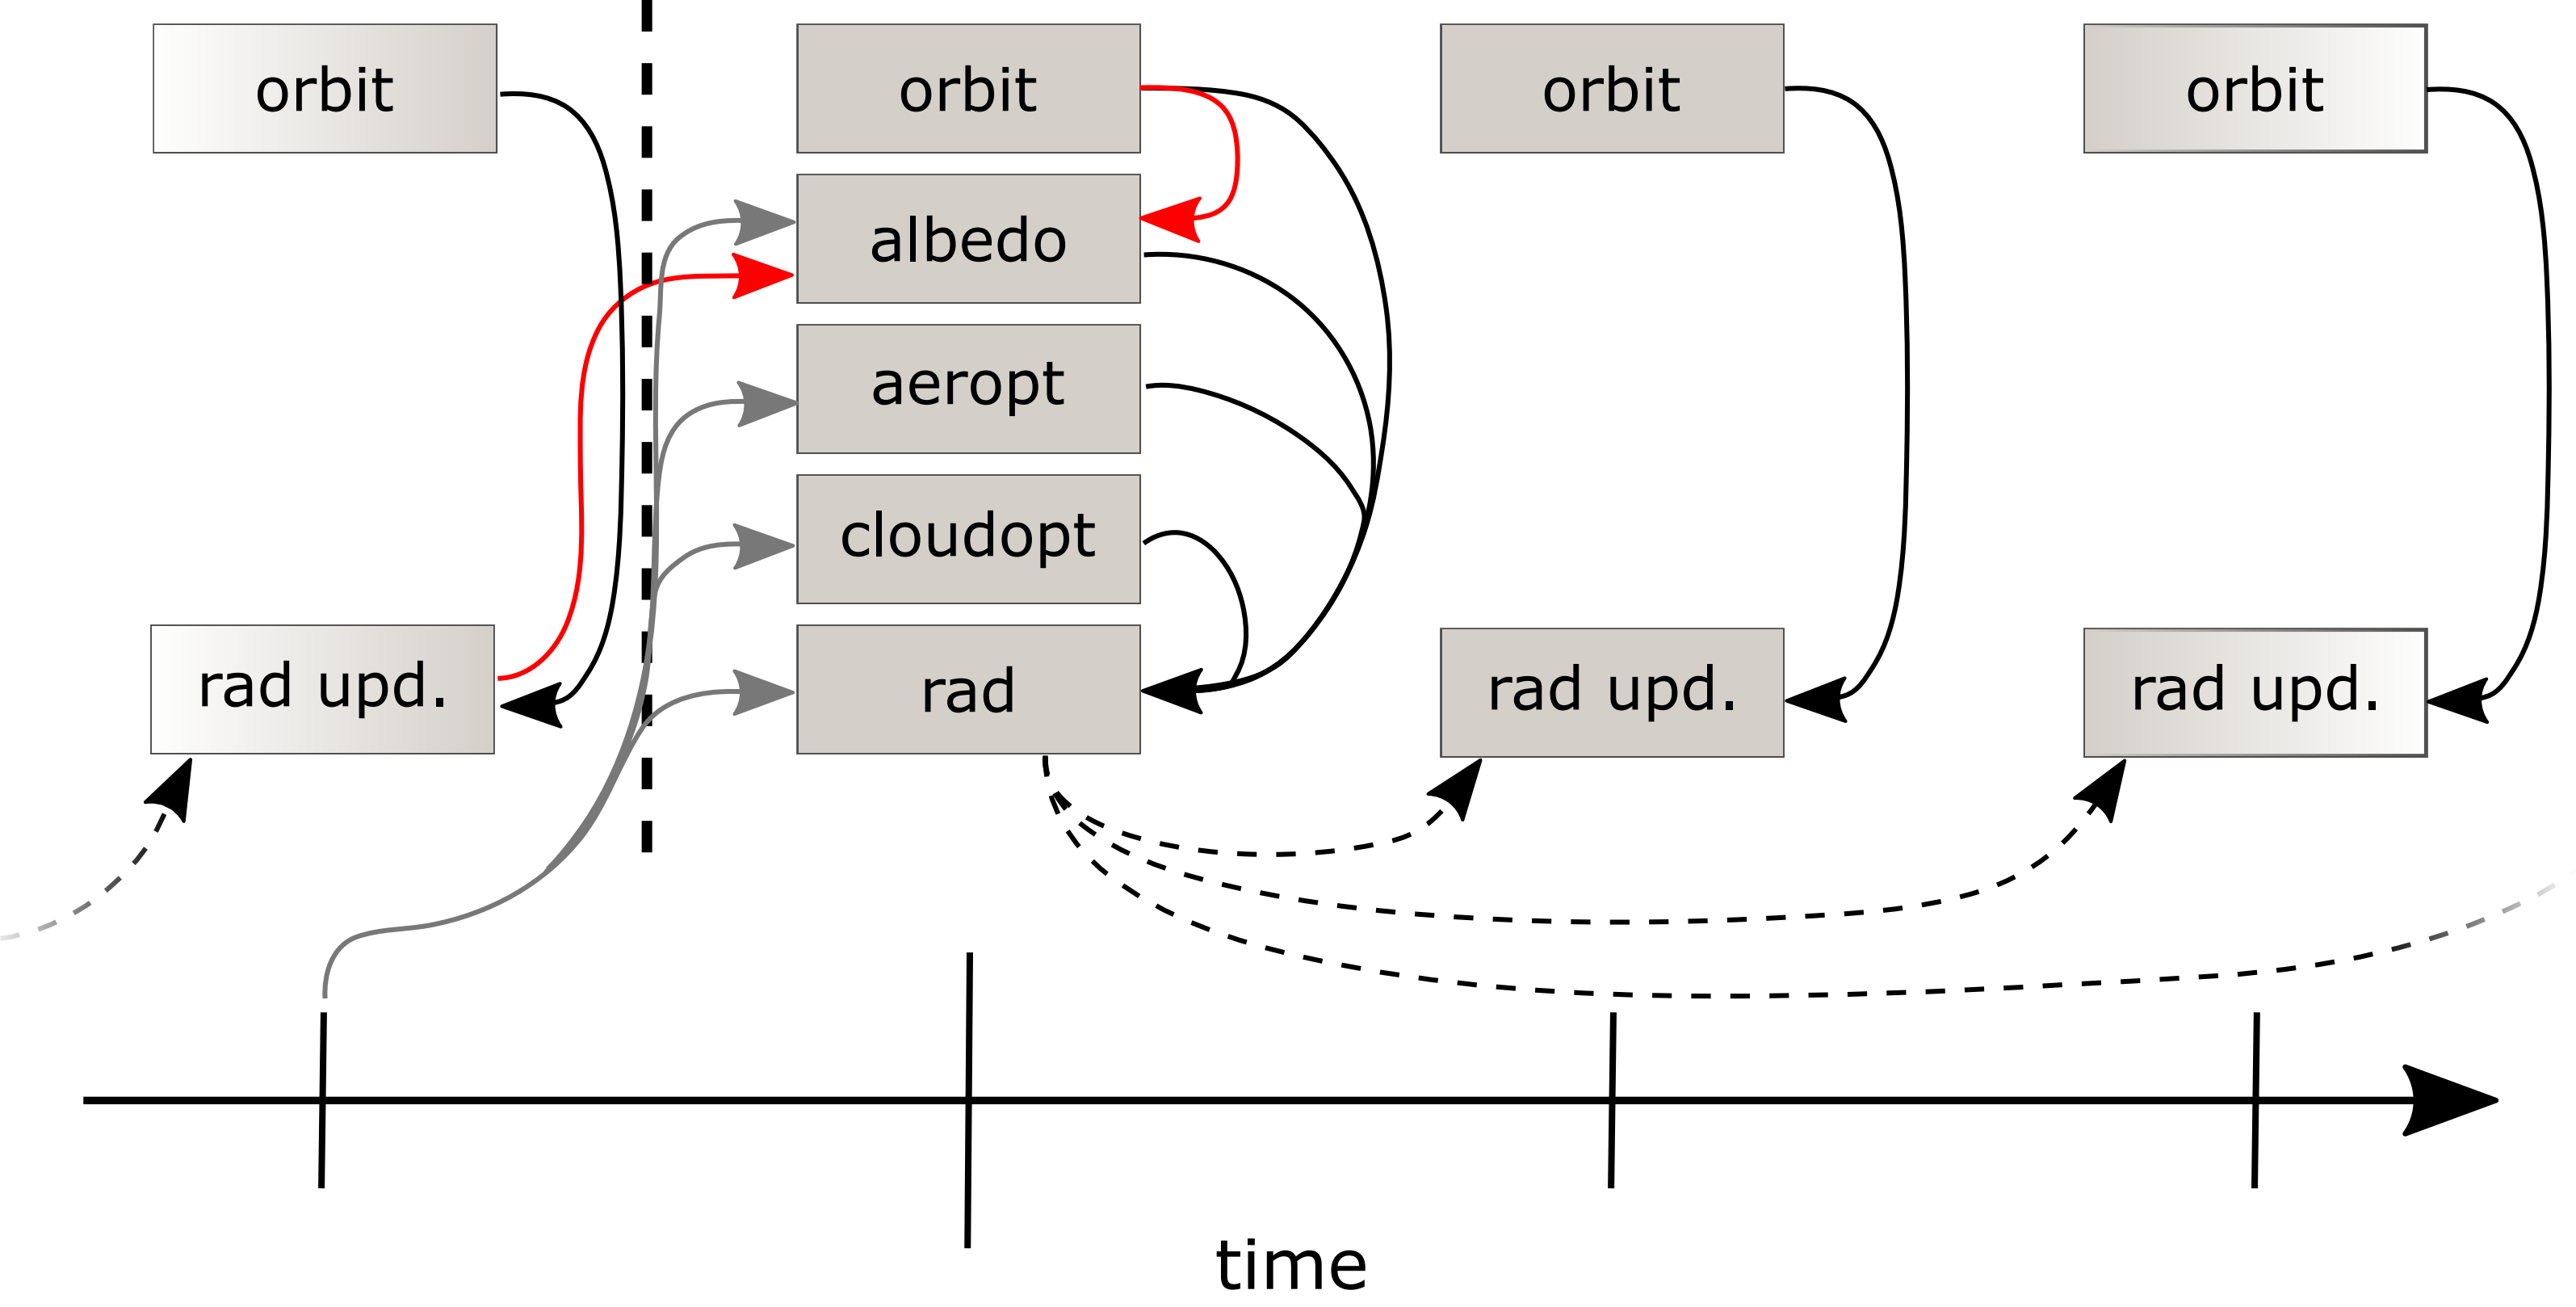 orbit
orbit
orbit
orbit
albedo
aeropt
cloudopt
rad upd.
rad
rad upd.
rad upd.
time